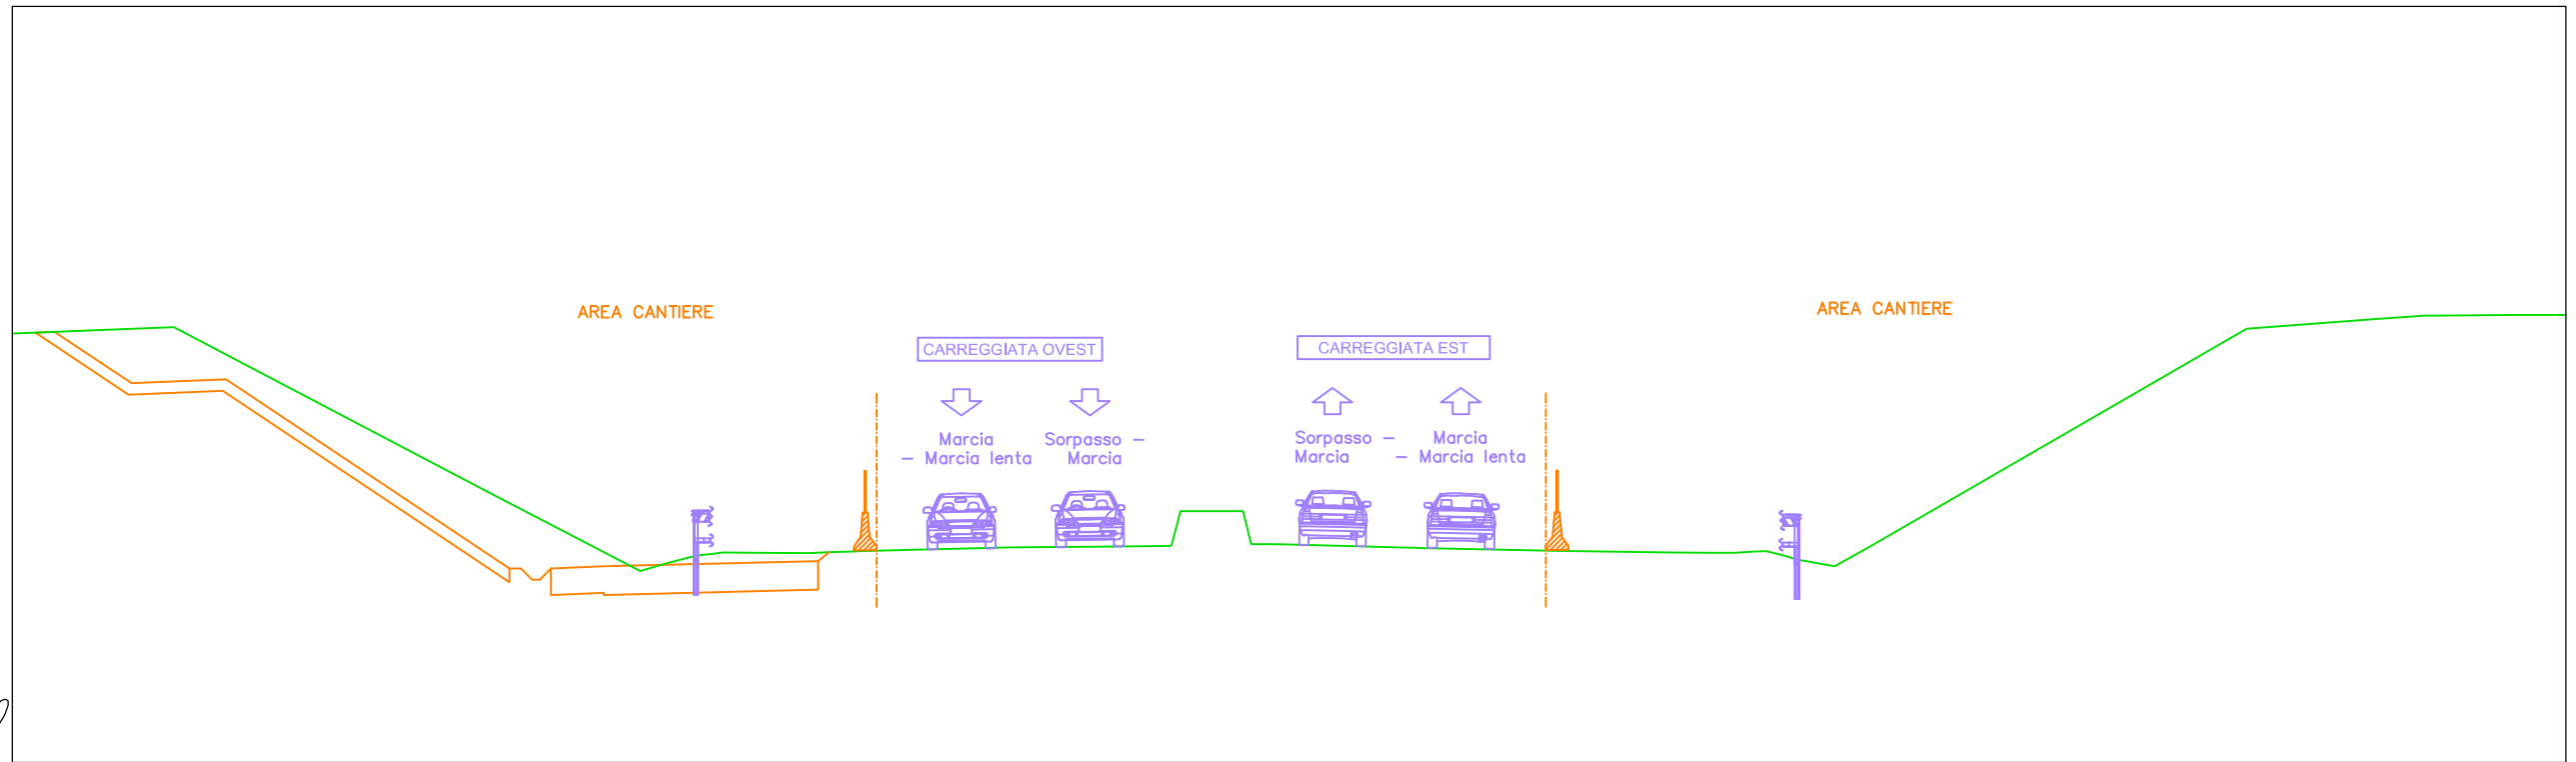 AREA CANTIERE
AREA CANTIERE
CARREGGIATA OVEST
CARREGGIATA EST
Marcia
– Marcia lenta
Sorpasso –
Marcia
Sorpasso –
Marcia
Marcia
– Marcia lenta